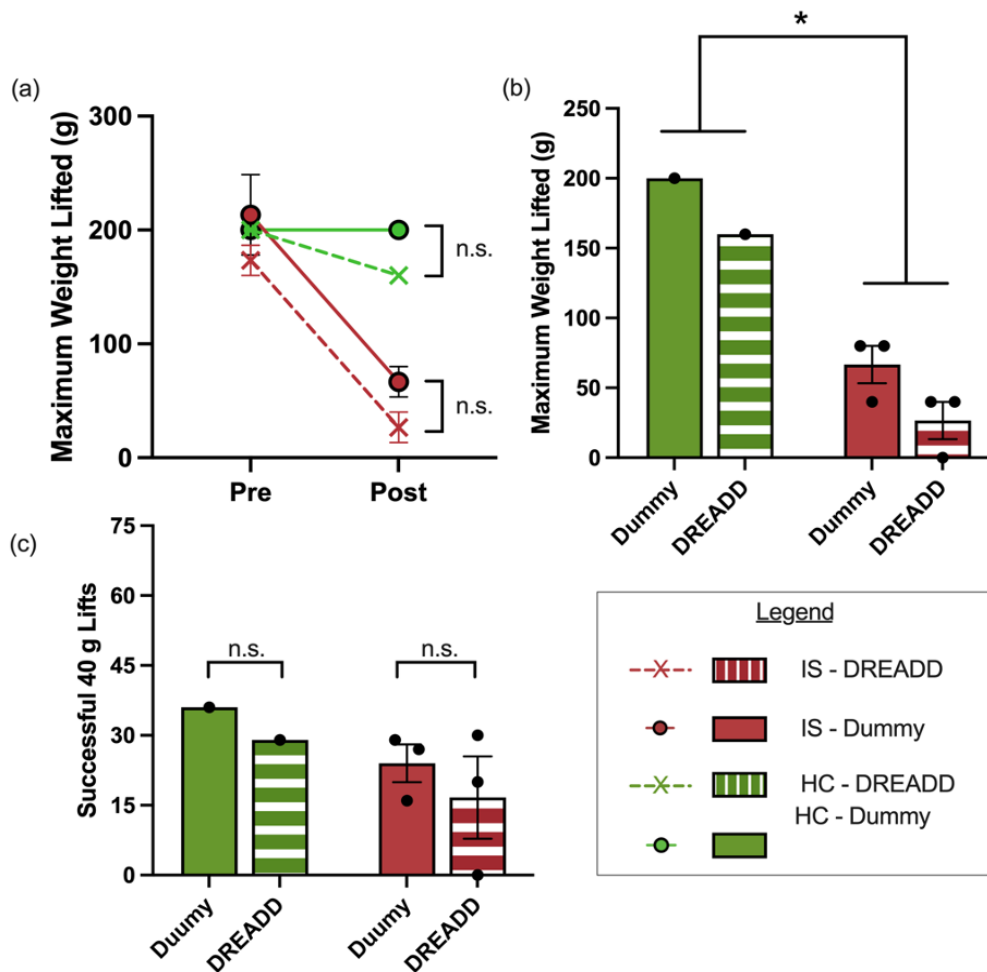 (a)
Maximum Weight Lifted (g)
300
200
100
0
Pre
Post
n.s.
n.s.
(b)
*
Maximum Weight Lifted (g)
250
200
150
100
50
0
Dummy
DREADD
Dummy
DREADD
(c)
Successful 40 g Lifts
75
60
45
30
15
0
n.s.
n.s.
Duumy
DREADD
Duumy
DREADD
Legend
IS - DREADD
IS - Dummy
HC - DREADD
HC - Dummy